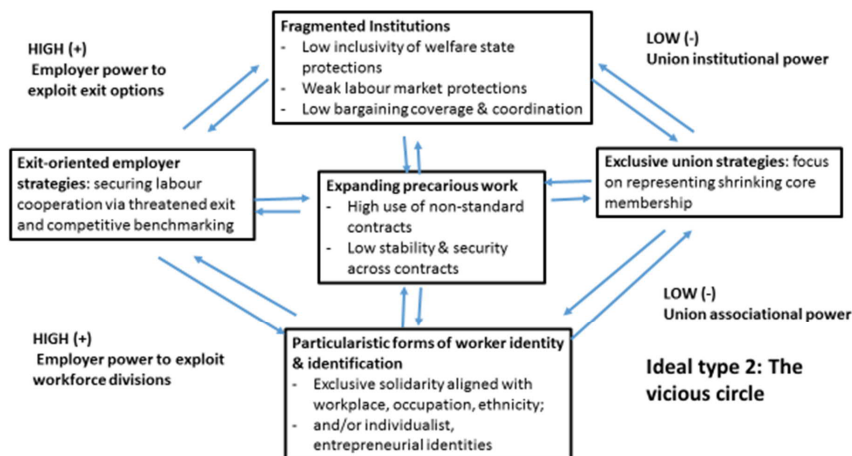 Fragmented Institutions
- Low inclusivity of welfare state
protections
- Weak labour market protections
- Low bargaining coverage & coordination
HIGH (+)
Employer power to
exploit exit options
LOW (-)
Union institutional power
Exit-oriented employer
strategies: securing labour
cooperation via threatened exit
and competitive benchmarking
Expanding precarious work
- High use of non-standard
contracts
- Low stability & security
across contracts
Exclusive union strategies: focus
on representing shrinking core
membership
HIGH (+)
Employer power to exploit
workforce divisions
LOW (-)
Union associational power
Particularistic forms of worker identity
& identification
- Exclusive solidarity aligned with
workplace, occupation, ethnicity;
- and/or individualist,
entrepreneurial identities
Ideal type 2: The
vicious circle